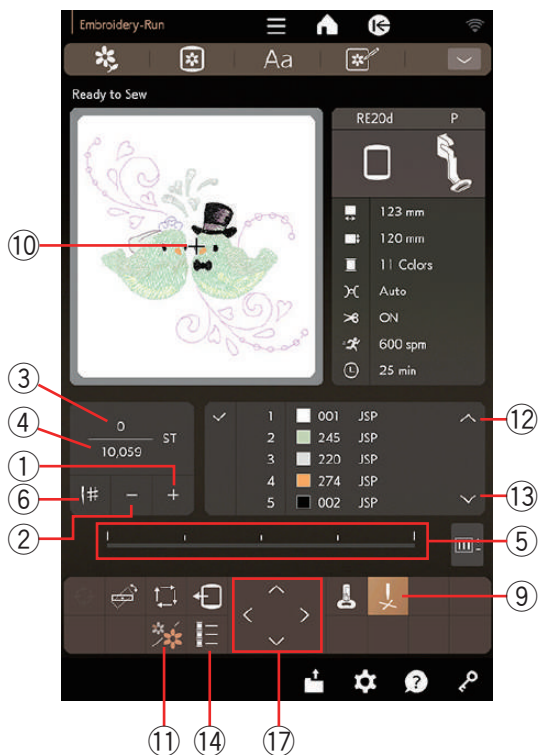 Embroidery-Run
Aa
Ready to Sew
RE20d P
123 mm
120 mm
11 Colors
Auto
ON
600 spm
25 min
⑩
③
④
①
⑥
②
0
10,059
ST
− +
1 001 JSP
2 245 JSP
3 220 JSP
4 274 JSP
5 002 JSP
⑫
⑬
⑤
⑨
⑪ ⑭ ⑰